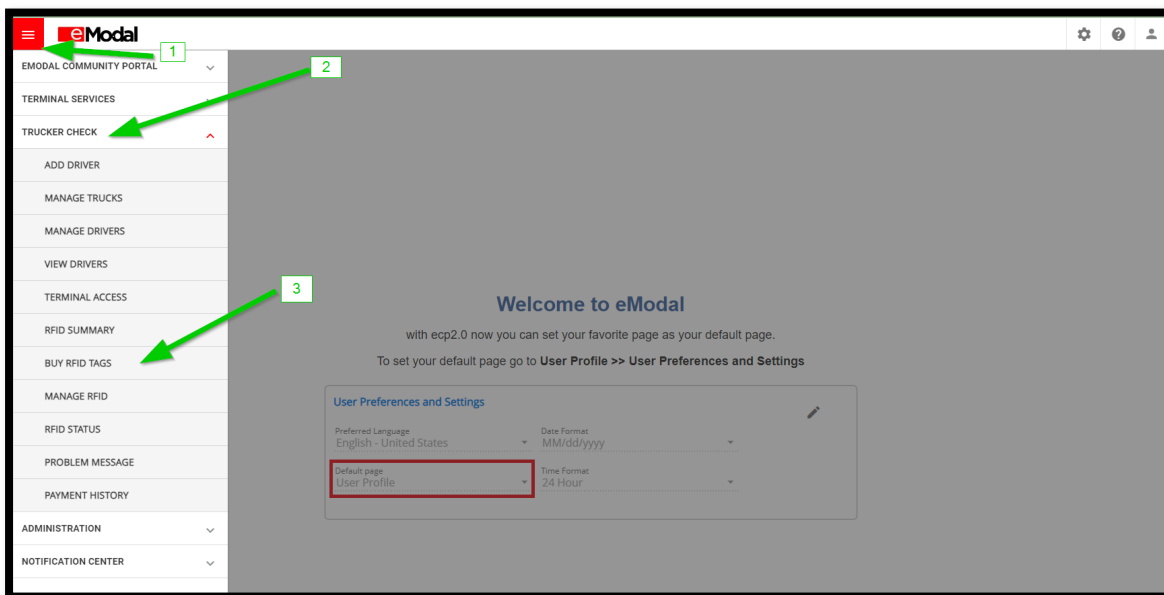 eModal
1
EMODAL COMMUNITY PORTAL
2
TERMINAL SERVICES
TRUCKER CHECK
ADD DRIVER
MANAGE TRUCKS
MANAGE DRIVERS
VIEW DRIVERS
TERMINAL ACCESS
3
RFID SUMMARY
BUY RFID TAGS
MANAGE RFID
RFID STATUS
PROBLEM MESSAGE
PAYMENT HISTORY
ADMINISTRATION
NOTIFICATION CENTER
Welcome to eModal
with ecp2.0 now you can set your favorite page as your default page.
To set your default page go to User Profile >> User Preferences and Settings
User Preferences and Settings
Preferred Language
English - United States
Date Format
MM/dd/yyyy
Default page
User Profile
Time Format
24 Hour